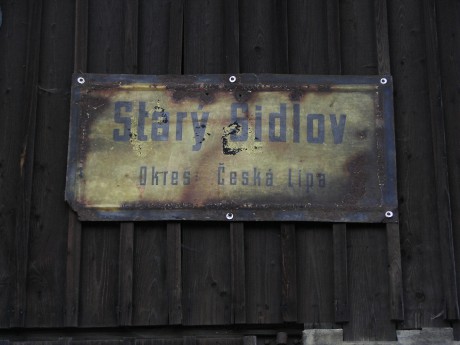 Starý Šidlov
Okres: Česká Lípa